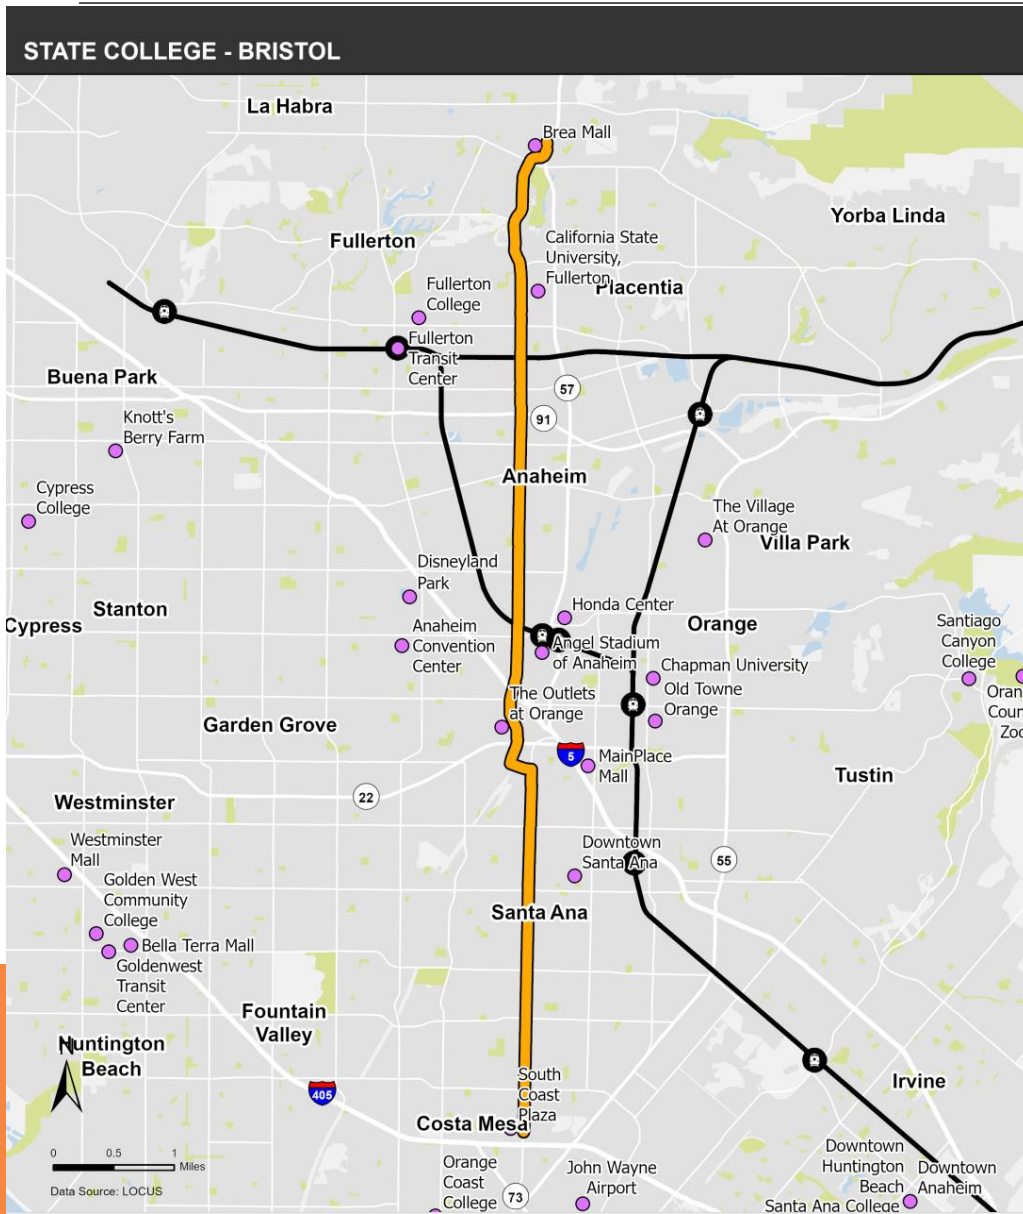 STATE COLLEGE - BRISTOL
La Habra
Brea Mall
Yorba Linda
Fullerton
California State
University,
Fullerton
Placentia
Fullerton
College
Fullerton
Transit
Center
Buena Park
57
91
Knott's
Berry Farm
Anaheim
Cypress
College
The Village
At Orange
Villa Park
Disneyland
Park
Stanton
Cypress
Honda Center
Orange
Anaheim
Convention
Center
Angel Stadium
of Anaheim
Chapman University
Santiago
Canyon
College
Old Towne
Orange
Oran
Coun
Zoo
The Outlets
at Orange
Garden Grove
5
MainPlace
Mall
Tustin
22
Westminster
Westminster
Mall
Downtown
Santa Ana
55
Golden West
Community
College
Santa Ana
Bella Terra Mall
Goldenwest
Transit
Center
Fountain
Valley
N
Huntington
Beach
South
Coast
Plaza
405
Irvine
Costa Mesa
0 0.5 1
Miles
Data Source: LOCUS
Orange
Coast
College
73
John Wayne
Airport
Downtown
Huntington
Beach
Downtown
Anaheim
Santa Ana College